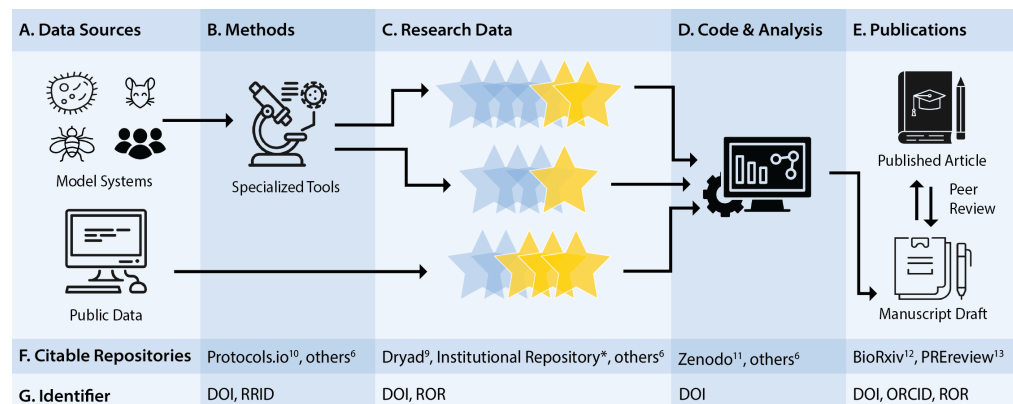 A. Data Sources
B. Methods
C. Research Data
D. Code & Analysis
E. Publications
Model Systems
Specialized Tools
Published Article
Peer
Review
Public Data
Manuscript Draft
F. Citable Repositories
Protocols.io¹⁰, others⁶
Dryad⁹, Institutional Repository*, others⁶
Zenodo¹¹, others⁶
BioRxiv¹², PREreview¹³
G. Identifier
DOI, RRID
DOI, ROR
DOI
DOI, ORCID, ROR